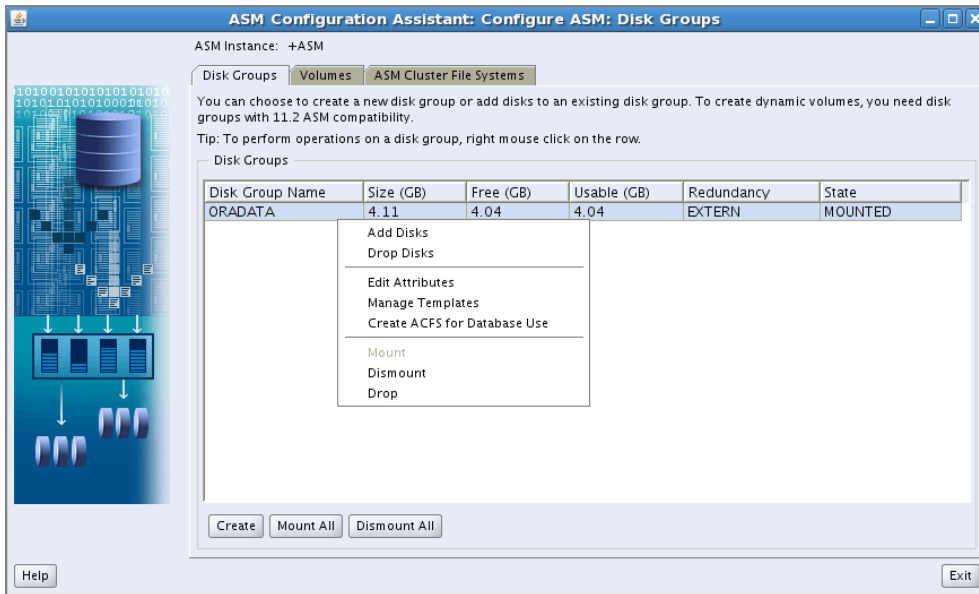 ASM Configuration Assistant: Configure ASM: Disk Groups
ASM Instance: +ASM
Disk Groups Volumes ASM Cluster File Systems
You can choose to create a new disk group or add disks to an existing disk group. To create dynamic volumes, you need disk
groups with 11.2 ASM compatibility.
Tip: To perform operations on a disk group, right mouse click on the row.
Disk Groups
Disk Group Name Size (GB) Free (GB) Usable (GB) Redundancy State
ORADATA 4.11 4.04 4.04 EXTERN MOUNTED
Add Disks
Drop Disks
Edit Attributes
Manage Templates
Create ACFS for Database Use
Mount
Dismount
Drop
Create Mount All Dismount All
Help Exit